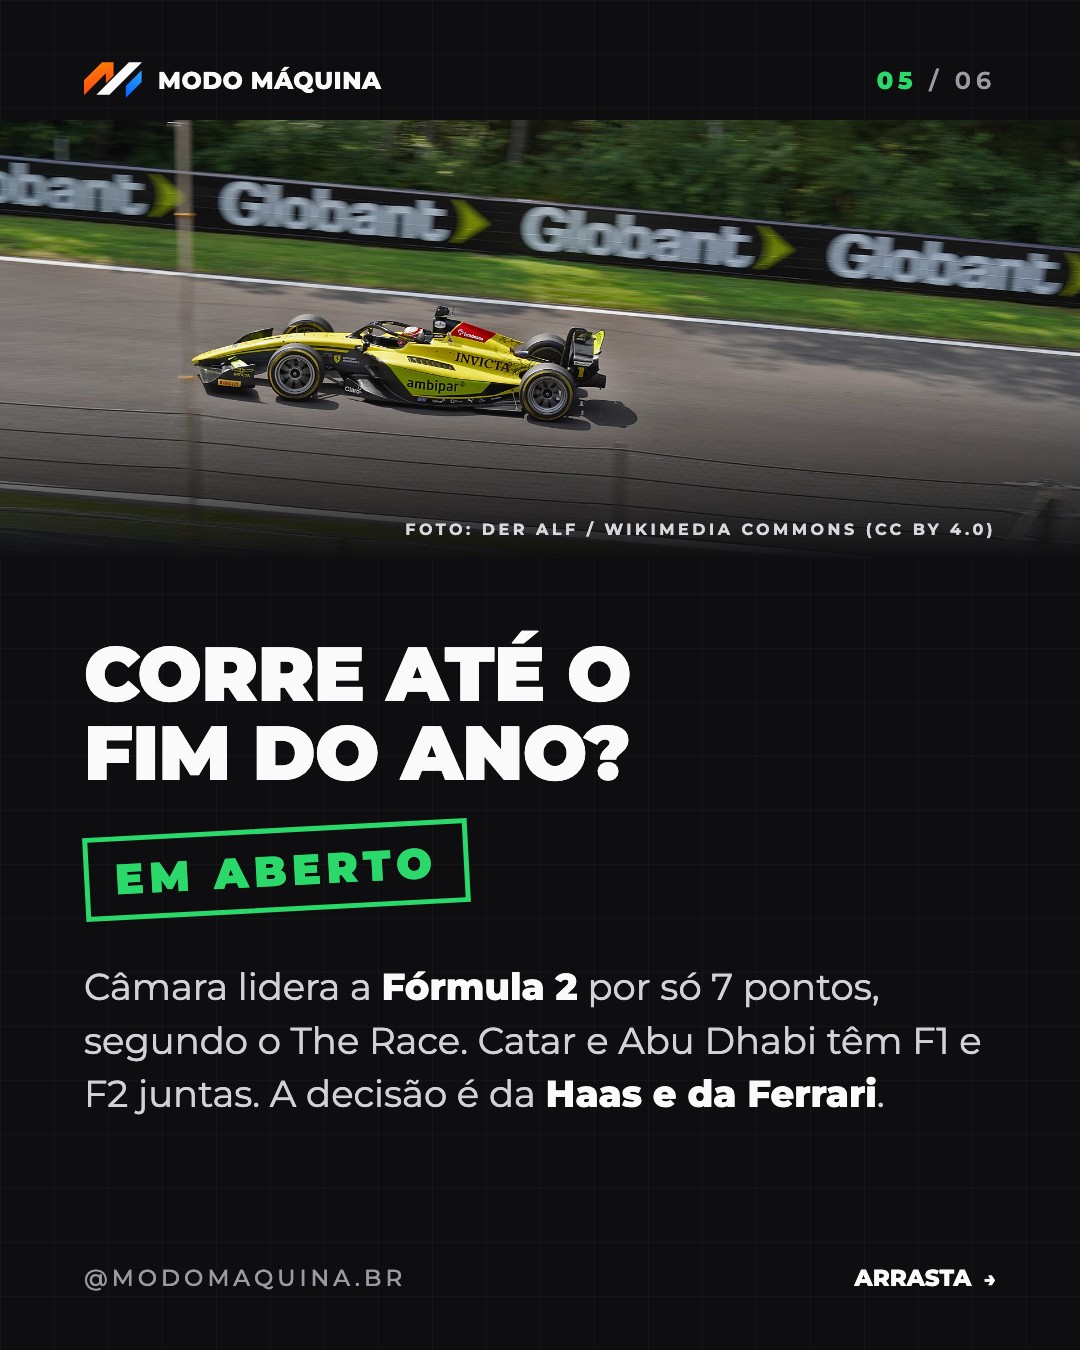 MODO MÁQUINA
05 / 06
obant
Globant
Globant
Globant
INVICTA
ambipar
FOTO: DER ALF / WIKIMEDIA COMMONS (CC BY 4.0)
CORRE ATÉ O
FIM DO ANO?
EM ABERTO
Câmara lidera a Fórmula 2 por só 7 pontos,
segundo o The Race. Catar e Abu Dhabi têm F1 e
F2 juntas. A decisão é da Haas e da Ferrari.
@MODOMAQUINA.BR
ARRASTA →